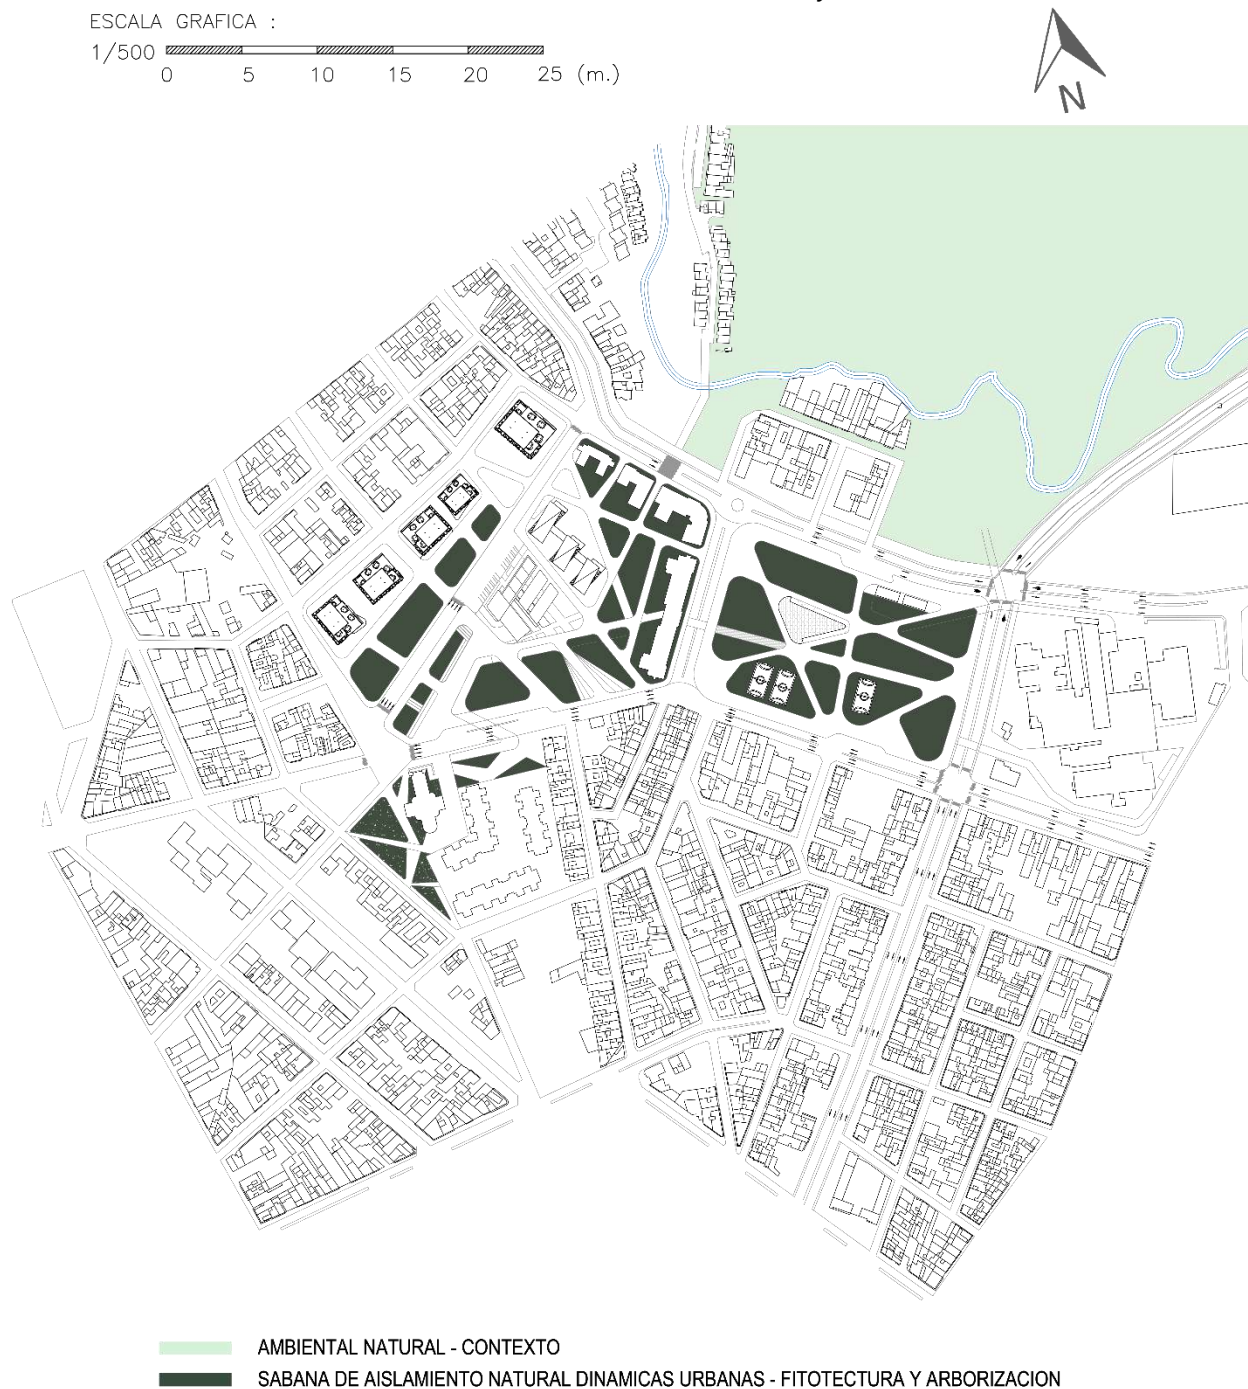 ESCALA GRAFICA :
1/500
0 5 10 15 20 25 (m.)
N
AMBIENTAL NATURAL - CONTEXTO
SABANA DE AISLAMIENTO NATURAL DINAMICAS URBANAS - FITOTECTURA Y ARBORIZACION